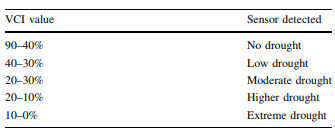 VCI value Sensor detected
90–40% No drought
40–30% Low drought
20–30% Moderate drought
20–10% Higher drought
10–0% Extreme drought